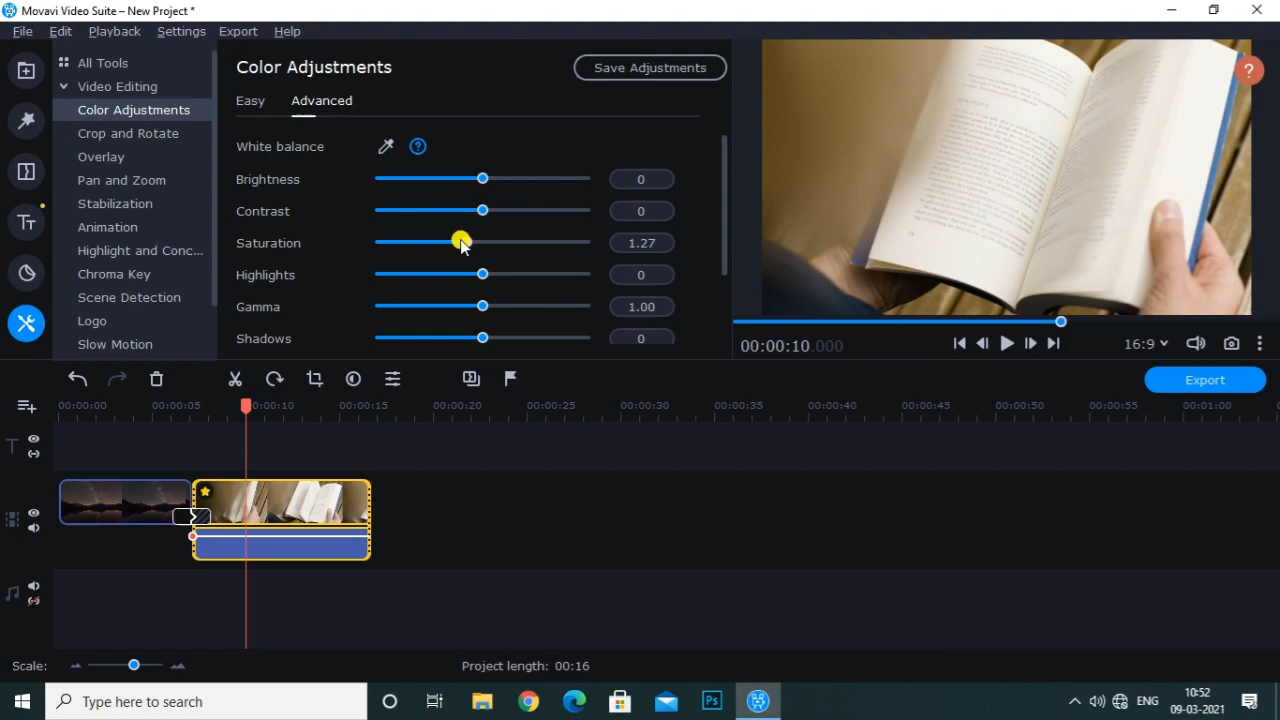 Movavi Video Suite – New Project *
File Edit Playback Settings Export Help
All Tools
Video Editing
Color Adjustments
Crop and Rotate
Overlay
Pan and Zoom
Stabilization
Animation
Highlight and Conc...
Chroma Key
Scene Detection
Logo
Slow Motion
Color Adjustments
Save Adjustments
Easy Advanced
White balance ?
Brightness 0
Contrast 0
Saturation 1.27
Highlights 0
Gamma 1.00
Shadows 0
?
00:00:10.000
16:9
Export
00:00:00 00:00:05 00:00:10 00:00:15 00:00:20 00:00:25 00:00:30 00:00:35 00:00:40 00:00:45 00:00:50 00:00:55 00:01:00
Scale:
Project length: 00:16
Type here to search
Ps
ENG
10:52
09-03-2021